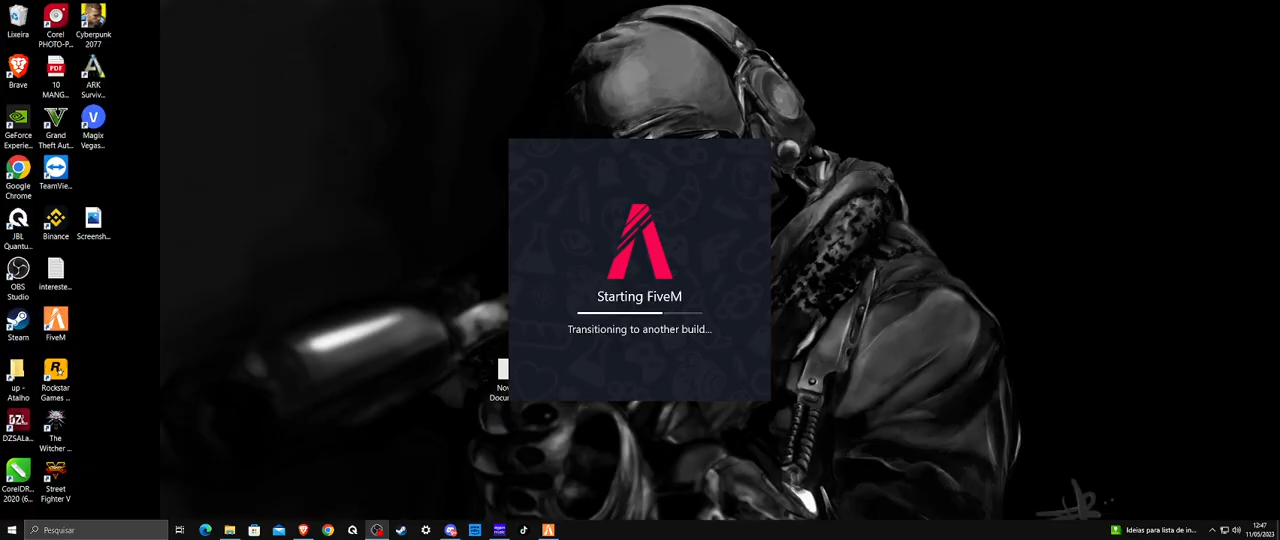 Lixeira
Corel
PHOTO-P...
Cyberpunk
2077
Brave
PDF
10
MANG...
ARK
Surviv...
GeForce
Experie...
Grand
Theft Aut...
Magix
Vegas...
Google
Chrome
TeamVie...
JBL
Quantu...
Binance
Screensh...
OBS
Studio
intereste...
Steam
FiveM
up -
Atalho
Rockstar
Games ...
DZSALa...
The
Witcher ...
CorelDR...
2020 (6...
Street
Fighter V
Nov
Docum
Starting FiveM
Transitioning to another build...
Pesquisar
Ideias para lista de in...
12:47
11/05/2023